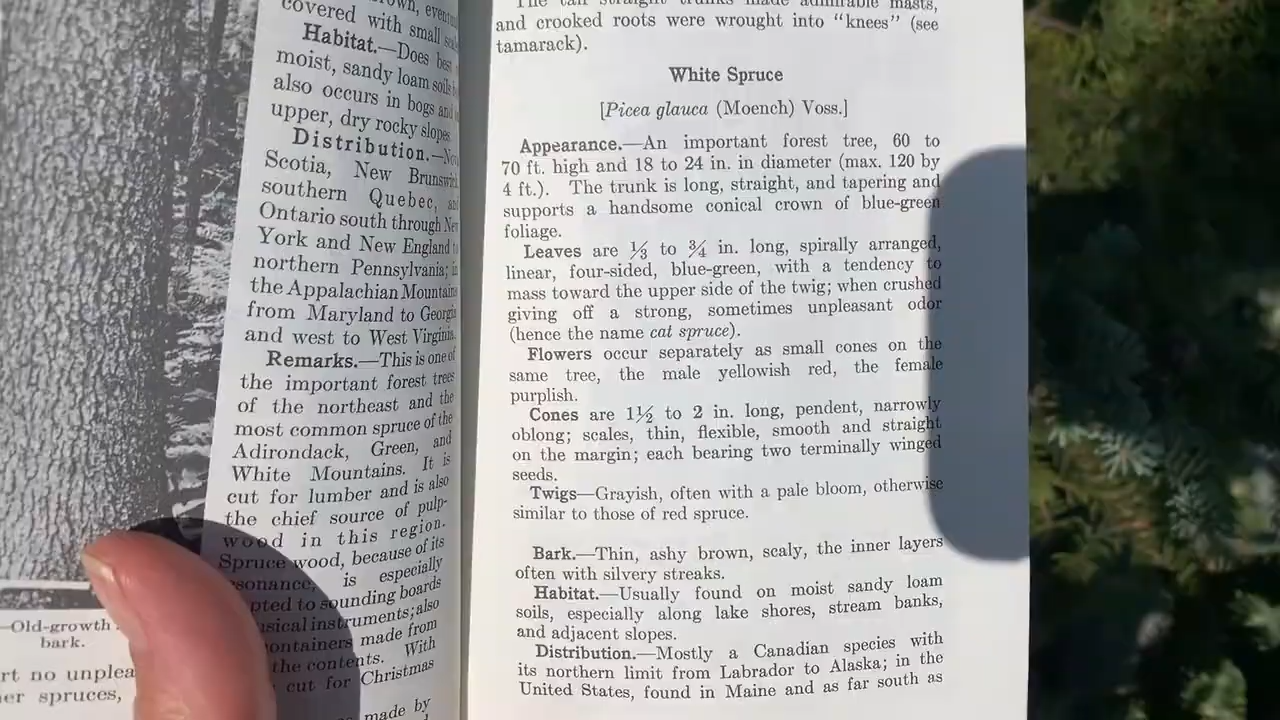 covered with small
Habitat.—Does best
moist, sandy loam soils
also occurs in bogs and
upper, dry rocky slopes
Distribution.—
Scotia, New Brunswick
southern Quebec, and
Ontario south through New
York and New England to
northern Pennsylvania; in
the Appalachian Mountains
from Maryland to Georgia
and west to West Virginia.
Remarks.—This is one of
the important forest trees
of the northeast and the
most common spruce of the
Adirondack, Green, and
White Mountains. It is
cut for lumber and is also
the chief source of pulp-
wood in this region.
Spruce wood, because of its
esonance, is especially
pted to sounding boards
sical instruments; also
ontainers made from
the contents. With
cut for Christmas
made by
—Old-growth
bark.
rt no unplea
er spruces,
The tall straight trunks made admirable masts,
and crooked roots were wrought into “knees” (see
tamarack).
White Spruce
[Picea glauca (Moench) Voss.]
Appearance.—An important forest tree, 60 to
70 ft. high and 18 to 24 in. in diameter (max. 120 by
4 ft.). The trunk is long, straight, and tapering and
supports a handsome conical crown of blue-green
foliage.
Leaves are ⅓ to ¾ in. long, spirally arranged,
linear, four-sided, blue-green, with a tendency to
mass toward the upper side of the twig; when crushed
giving off a strong, sometimes unpleasant odor
(hence the name cat spruce).
Flowers occur separately as small cones on the
same tree, the male yellowish red, the female
purplish.
Cones are 1½ to 2 in. long, pendent, narrowly
oblong; scales, thin, flexible, smooth and straight
on the margin; each bearing two terminally winged
seeds.
Twigs—Grayish, often with a pale bloom, otherwise
similar to those of red spruce.
Bark.—Thin, ashy brown, scaly, the inner layers
often with silvery streaks.
Habitat.—Usually found on moist sandy loam
soils, especially along lake shores, stream banks,
and adjacent slopes.
Distribution.—Mostly a Canadian species with
its northern limit from Labrador to Alaska; in the
United States, found in Maine and as far south as